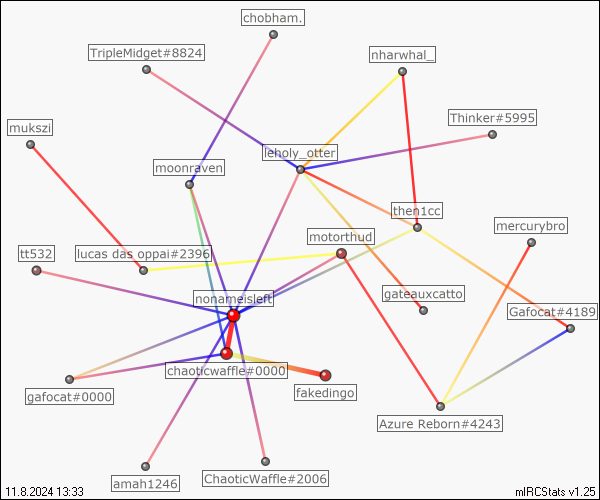 chobham.
TripleMidget#8824
nharwhal_
Thinker#5995
mukszi
leholy_otter
moonraven
then1cc
mercurybro
motorthud
tt532
lucas das oppai#2396
nonameisleft
gateauxcatto
Gafocat#4189
chaoticwaffle#0000
fakedingo
gafocat#0000
Azure Reborn#4243
ChaoticWaffle#2006
amah1246
11.8.2024 13:33
mIRCStats v1.25